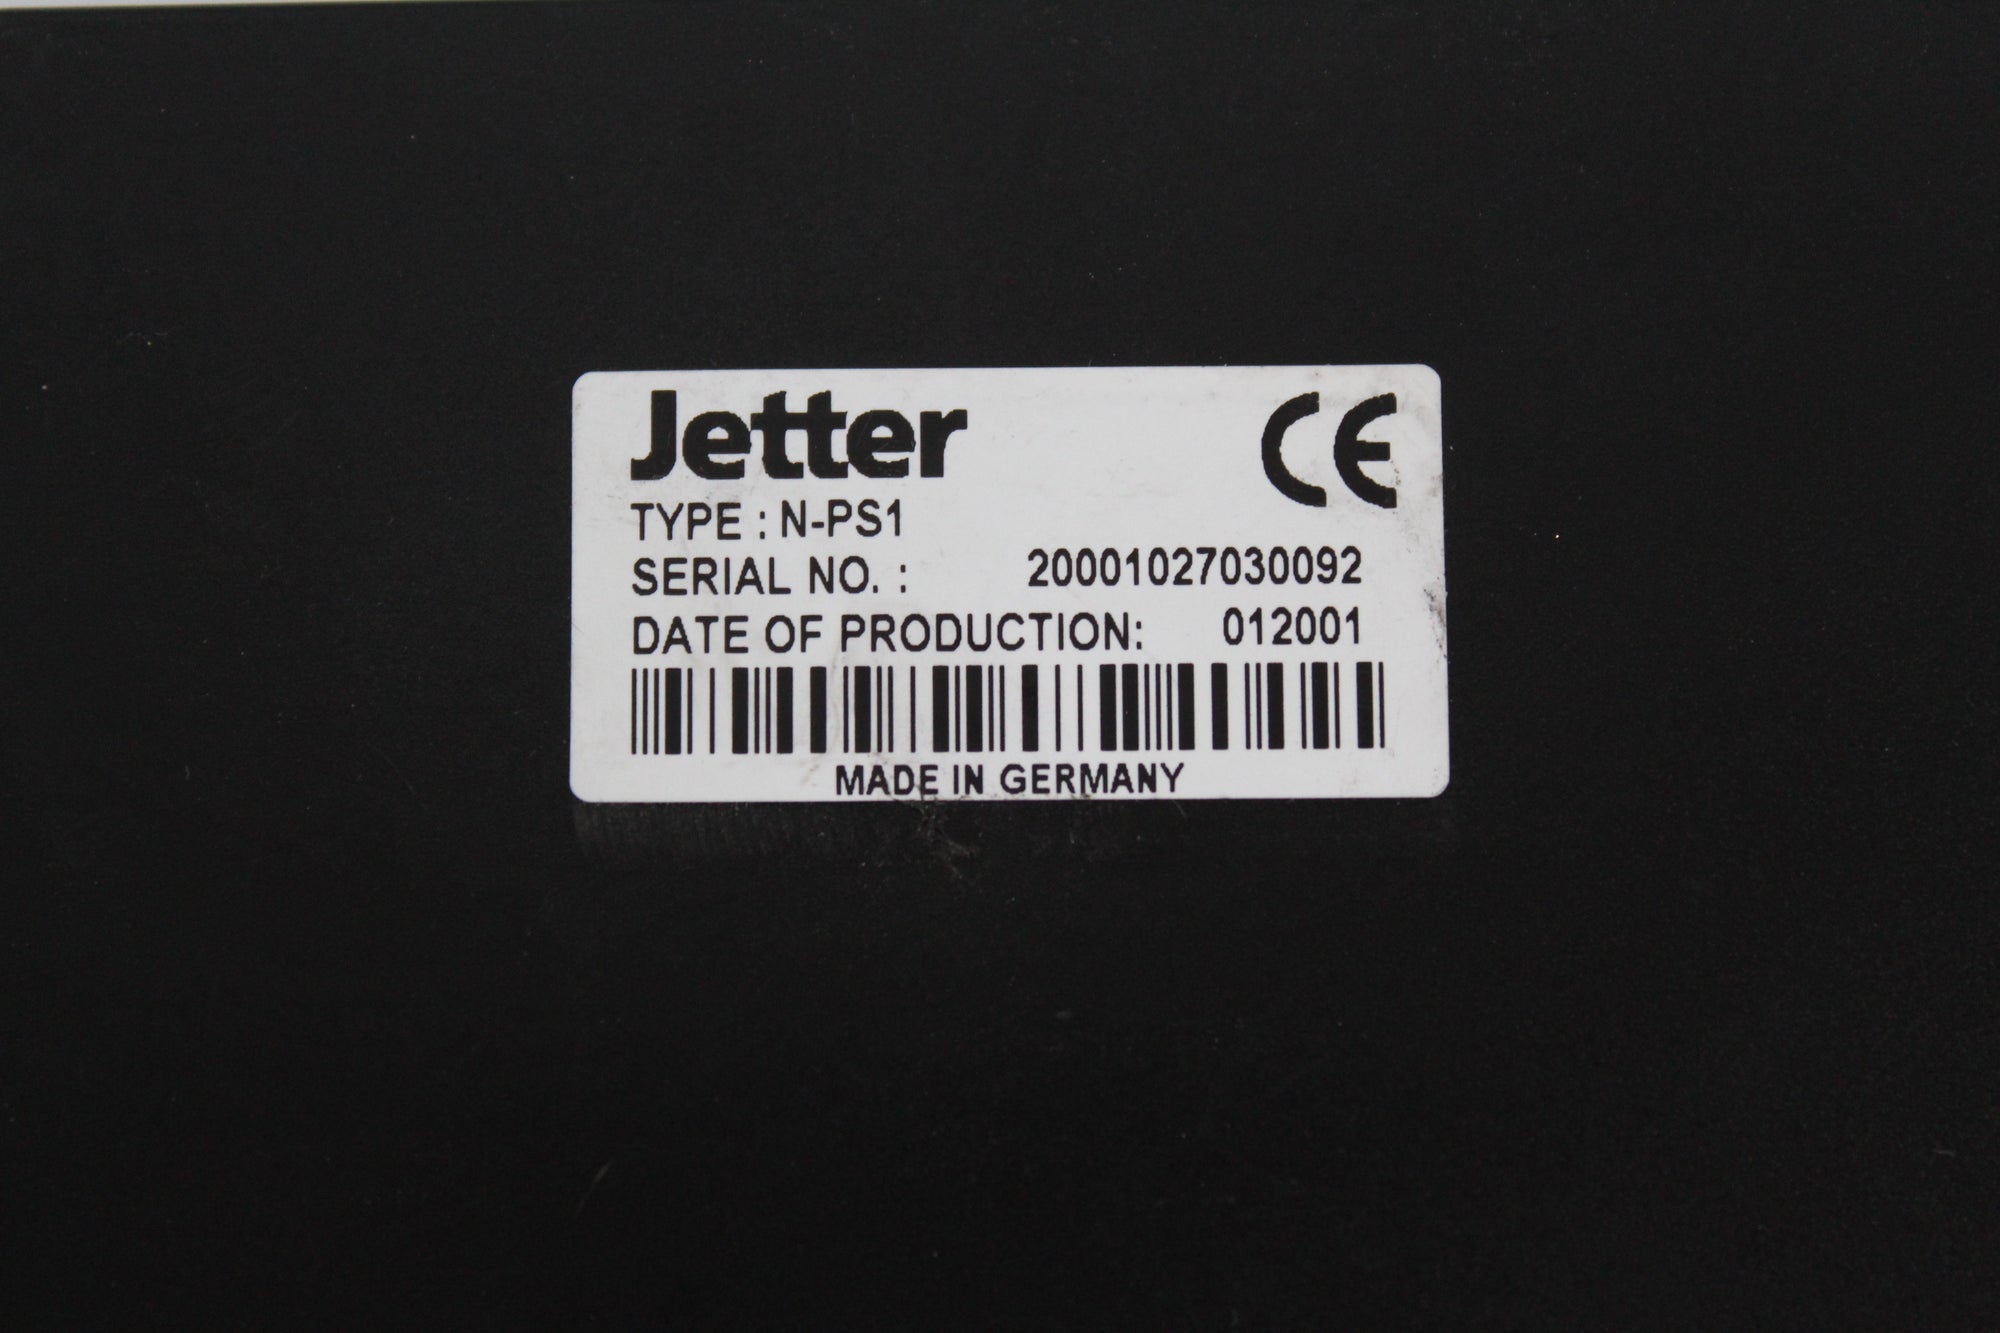 Jetter CE
TYPE : N-PS1
SERIAL NO. : 20001027030092
DATE OF PRODUCTION: 012001
MADE IN GERMANY